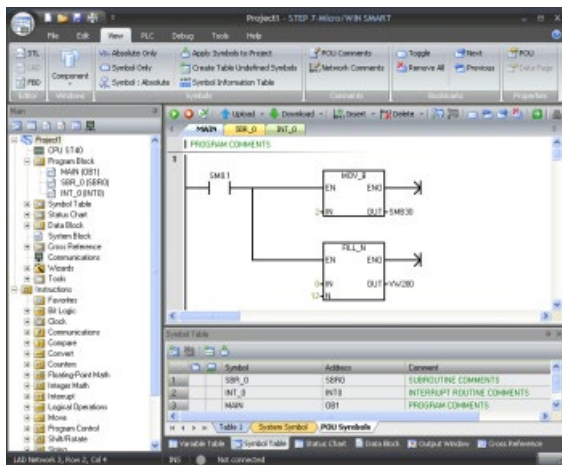 Project1 - STEP 7-Micro/WIN SMART
File Edit View PLC Debug Tools Help
STL
LAD
FBD
Editor
Component
Windows
Absolute Only
Symbol Only
Symbol : Absolute
Apply Symbols to Project
Create Table Undefined Symbols
Symbol Information Table
Symbols
POU Comments
Network Comments
Comments
Toggle
Remove All
Next
Previous
Bookmarks
POU
Data Page
Properties
Main
Project1
CPU ST40
Program Block
MAIN (OB1)
SBR_0 (SBR0)
INT_0 (INT0)
Symbol Table
Status Chart
Data Block
System Block
Cross Reference
Communications
Wizards
Tools
Instructions
Favorites
Bit Logic
Clock
Communications
Compare
Convert
Counters
Floating-Point Math
Integer Math
Interrupt
Logical Operations
Move
Program Control
Shift/Rotate
String
Upload Download Insert Delete
MAIN SBR_0 INT_0
PROGRAM COMMENTS
1
SM0.1
MOV_B
EN ENO
2 IN OUT SMB30
FILL_N
EN ENO
0 IN OUT VW200
12 N
Symbol Table
Symbol Address Comment
1 SBR_0 SBR0 SUBROUTINE COMMENTS
2 INT_0 INT0 INTERRUPT ROUTINE COMMENTS
3 MAIN OB1 PROGRAM COMMENTS
Table 1 System Symbol POU Symbols
Variable Table Symbol Table Status Chart Data Block Output Window Cross Reference
LAD Network 3, Row 2, Col 4 INS Not connected